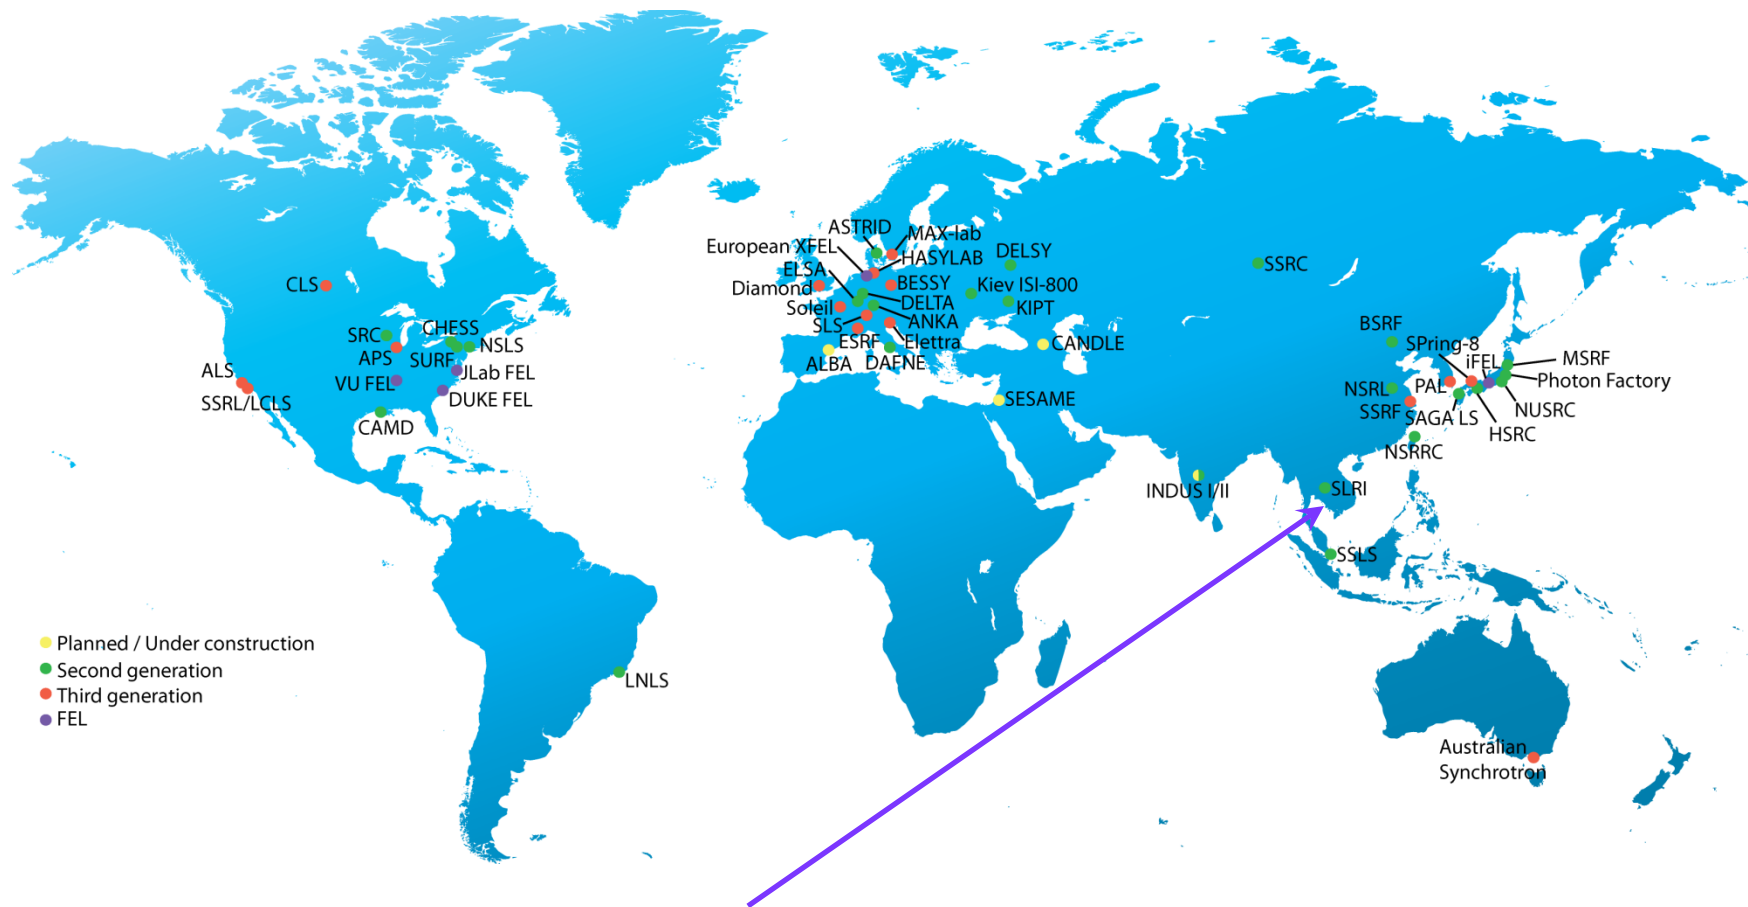 ASTRID
MAX-lab
European XFEL
HASYLAB
DELSY
ELSA
SSRC
CLS
Diamond
BESSY
Kiev ISI-800
Soleil
DELTA
KIPT
SLS
ANKA
SRC
CHESS
BSRF
ESRF
Elettra
CANDLE
SPring-8
APS
SURF
NSLS
iFEL
MSRF
ALBA
DAFNE
ALS
JLab FEL
VU FEL
PAL
Photon Factory
NSRL
SSRL/LCLS
DUKE FEL
SESAME
SSRF
SAGA LS
NUSRC
CAMD
HSRC
NSRRC
INDUS I/II
SLRI
SSLS
Planned / Under construction
Second generation
Third generation
FEL
LNLS
Australian
Synchrotron